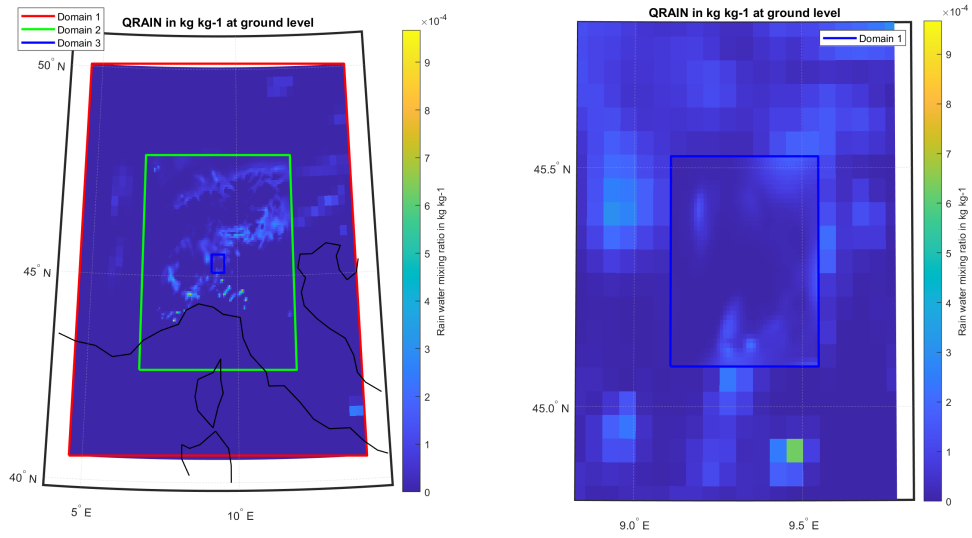 QRAIN in kg kg-1 at ground level
Domain 1
Domain 2
Domain 3
50° N
45° N
40° N
5° E
10° E
×10⁻⁴
9
8
7
6
5
4
3
2
1
0
Rain water mixing ratio in kg kg-1
QRAIN in kg kg-1 at ground level
Domain 1
45.5° N
45.0° N
9.0° E
9.5° E
×10⁻⁴
9
8
7
6
5
4
3
2
1
0
Rain water mixing ratio in kg kg-1